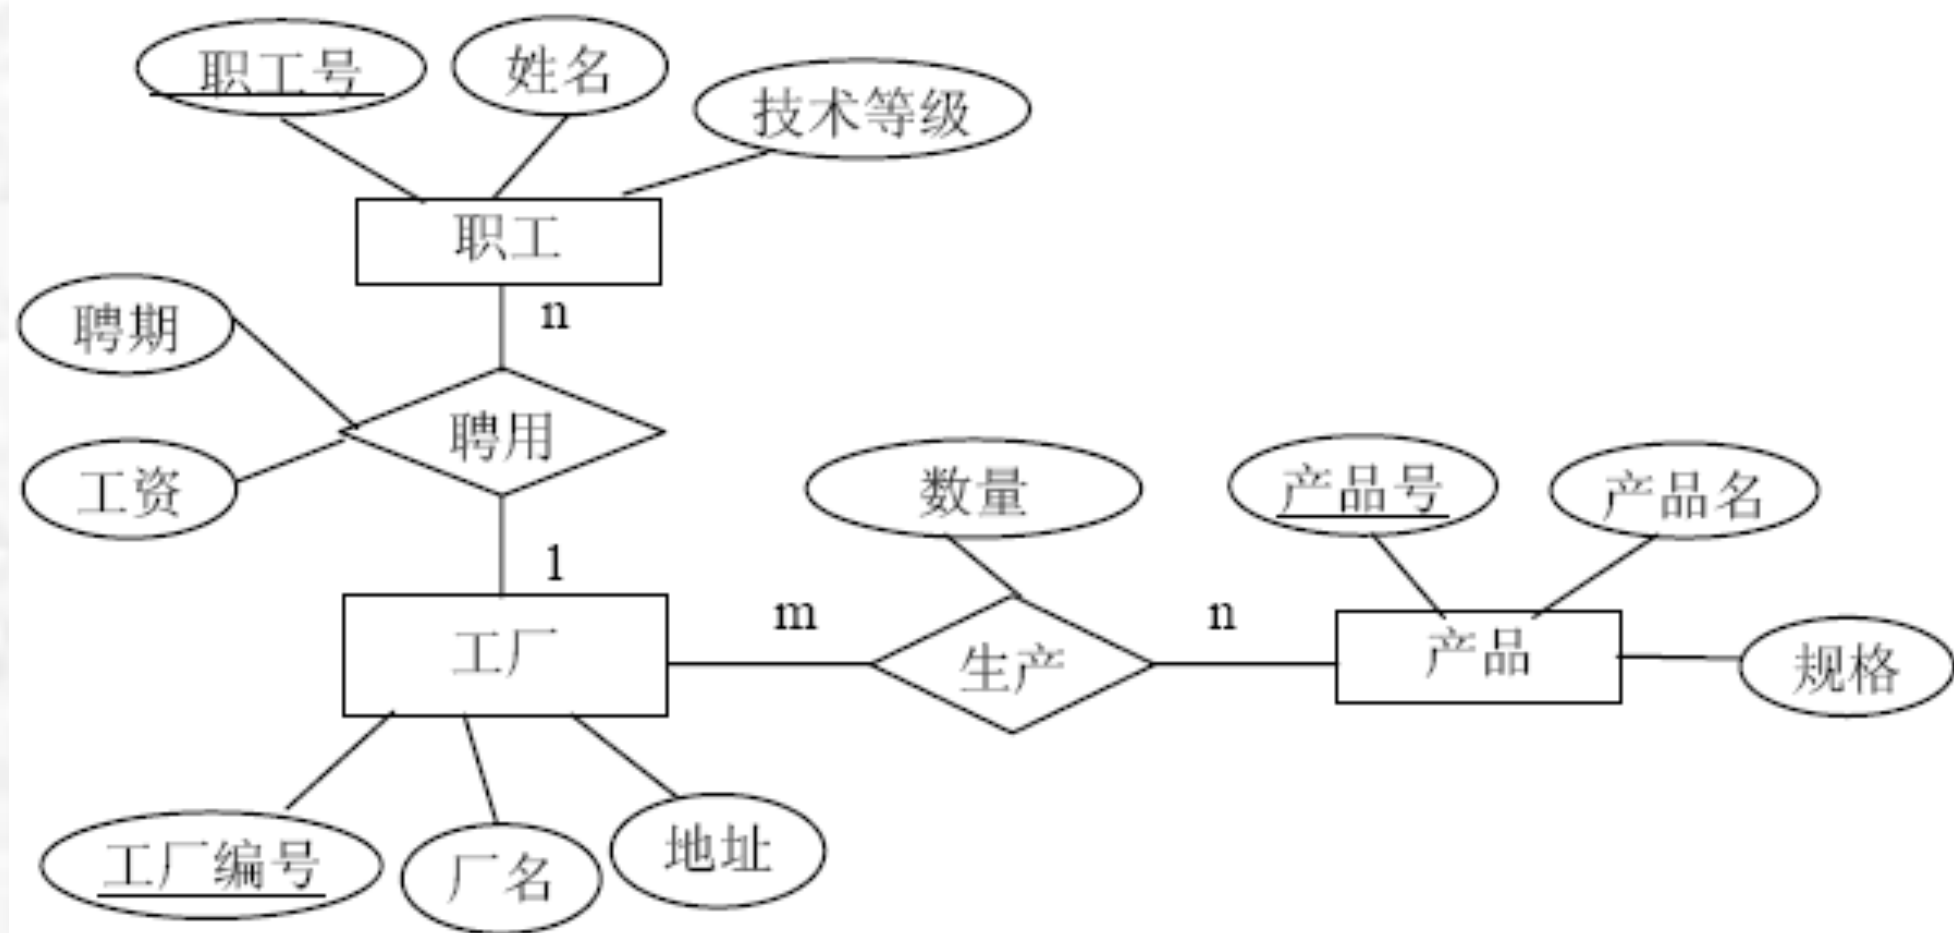 职工号
姓名
技术等级
职工
n
聘期
聘用
工资
1
工厂
数量
m
生产
n
产品号
产品名
产品
规格
工厂编号
厂名
地址